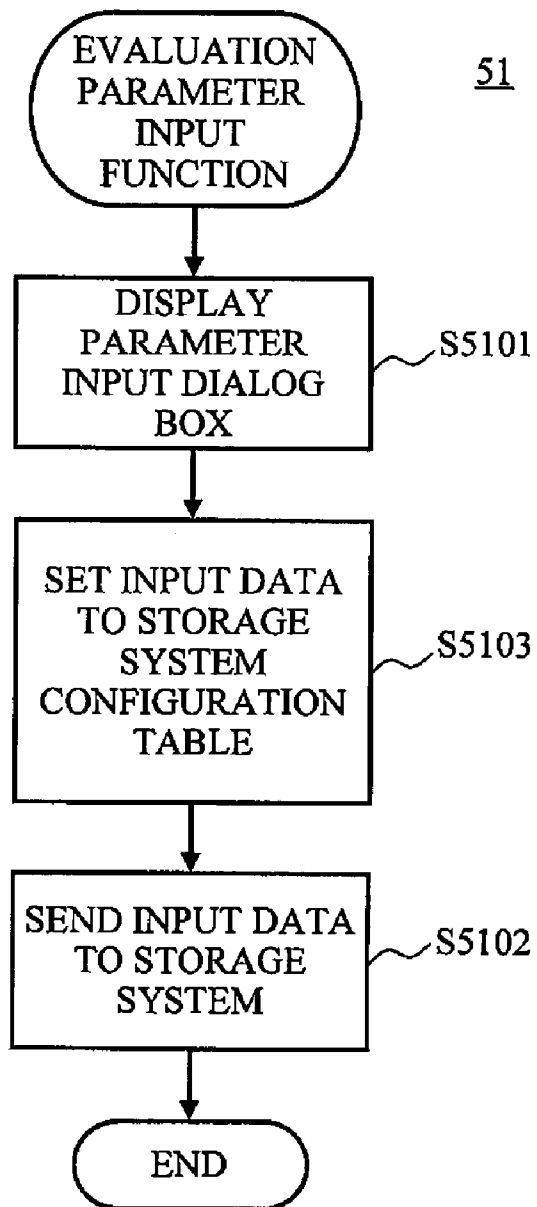 EVALUATION
PARAMETER
INPUT
FUNCTION
51
DISPLAY
PARAMETER
INPUT DIALOG
BOX
S5101
SET INPUT DATA
TO STORAGE
SYSTEM
CONFIGURATION
TABLE
S5103
SEND INPUT DATA
TO STORAGE
SYSTEM
S5102
END